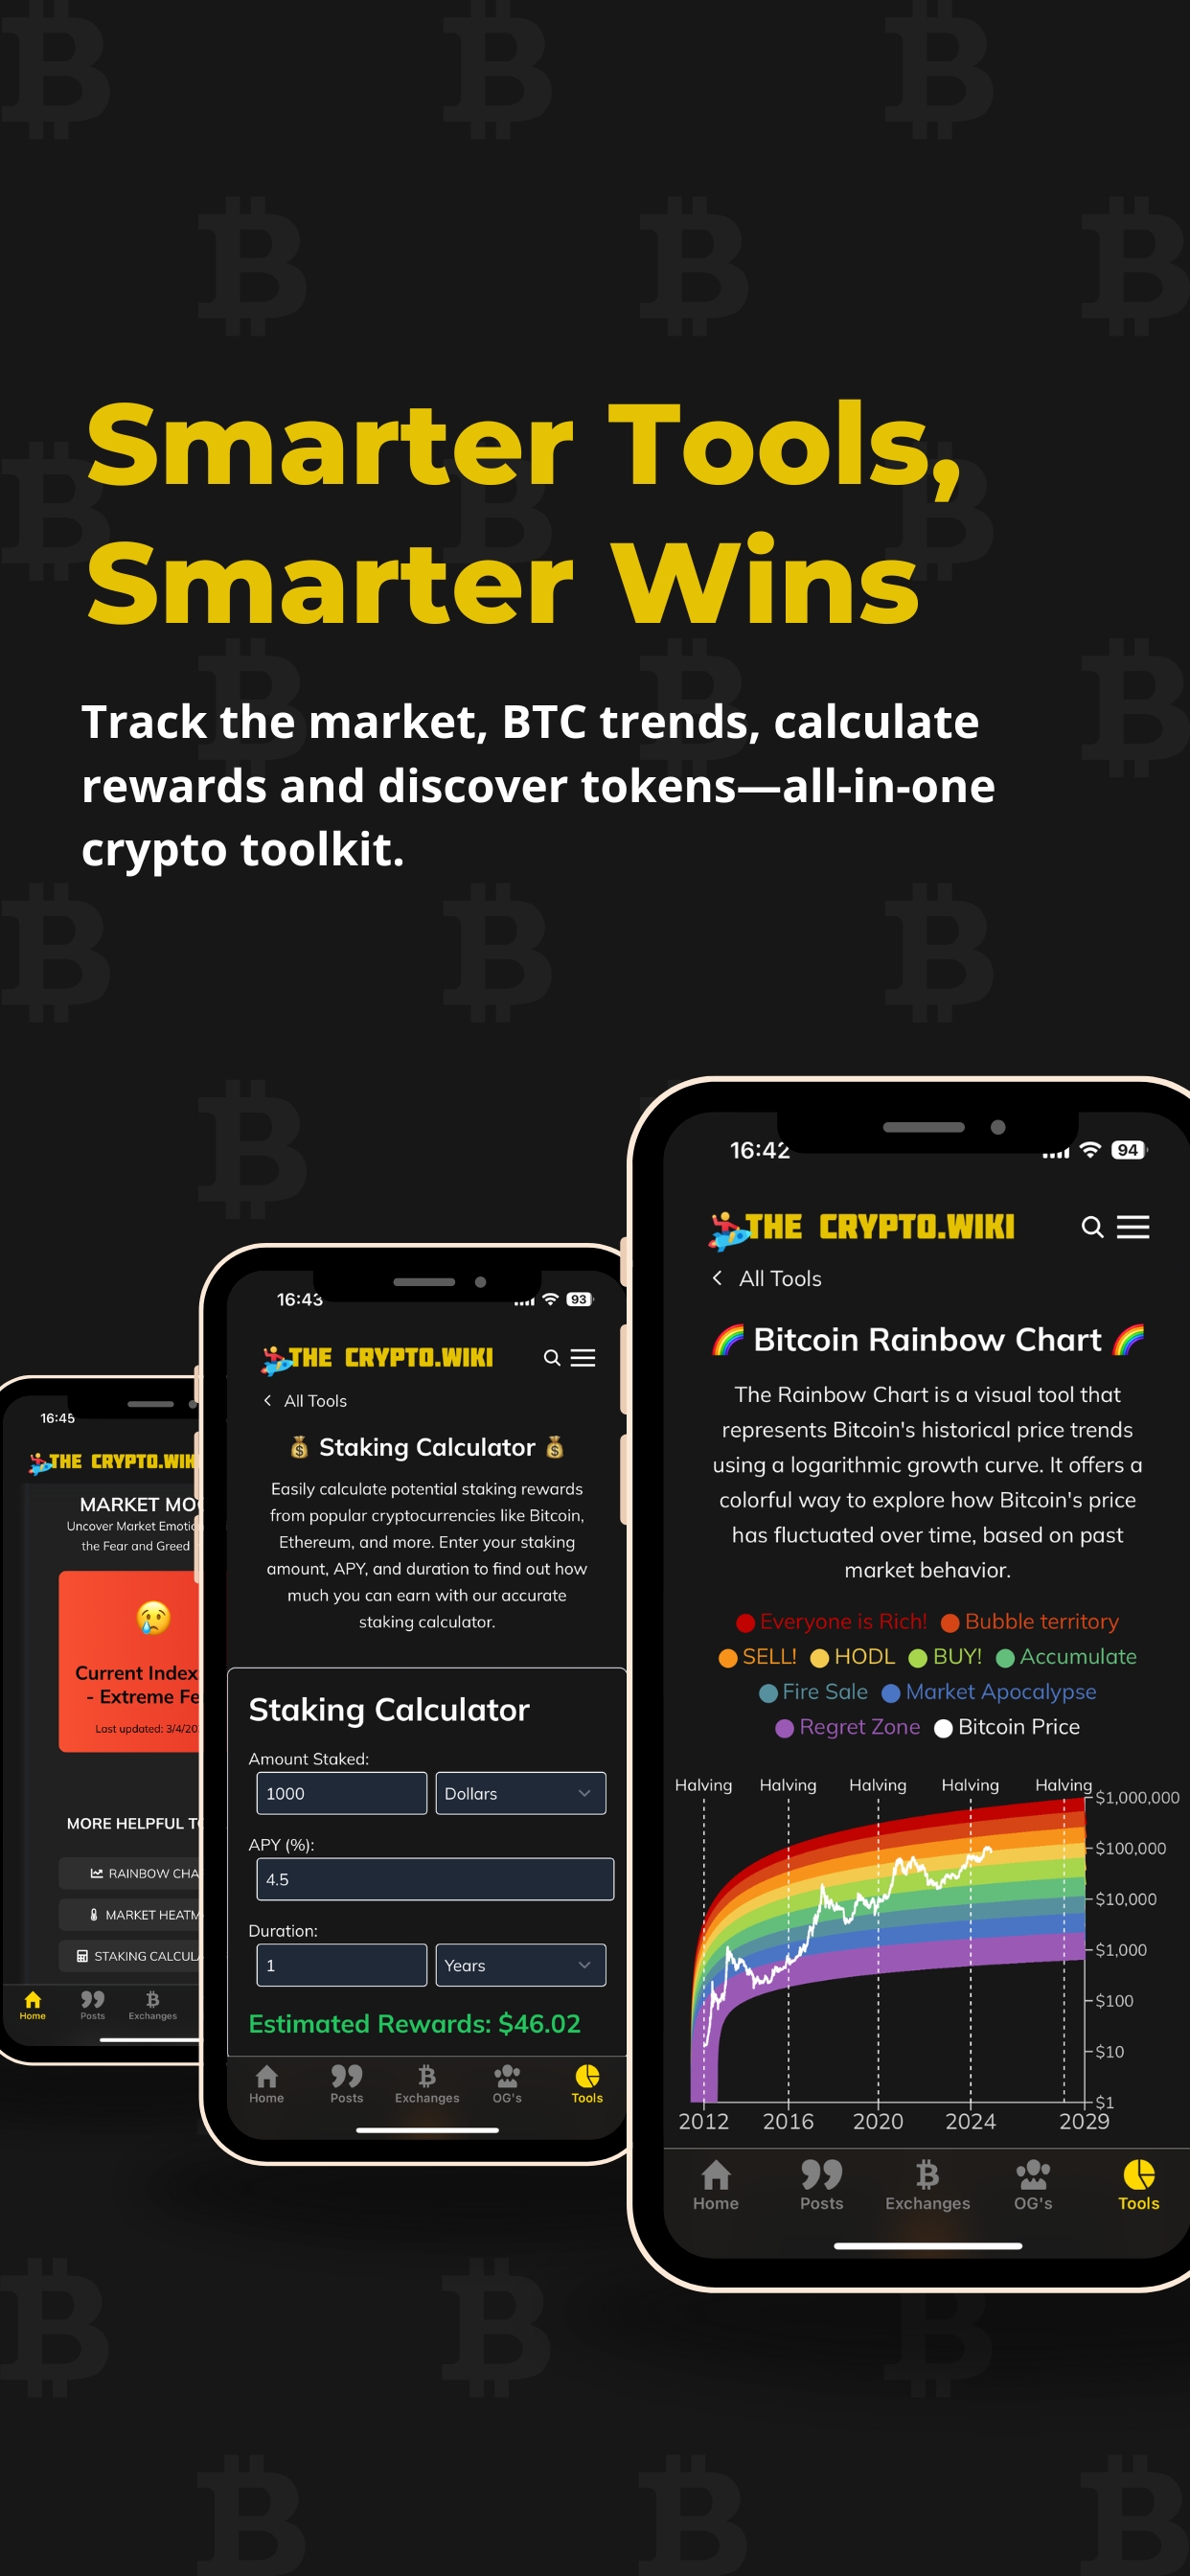 Smarter Tools,
Smarter Wins
Track the market, BTC trends, calculate
rewards and discover tokens—all-in-one
crypto toolkit.
16:45
THE CRYPTO.WIK
MARKET MO
Uncover Market Emotio
the Fear and Greed
Current Index
- Extreme Fe
Last updated: 3/4/20
MORE HELPFUL T
RAINBOW CHA
MARKET HEATM
STAKING CALCUL
Home Posts Exchanges
16:43 93
THE CRYPTO.WIKI
All Tools
Staking Calculator
Easily calculate potential staking rewards
from popular cryptocurrencies like Bitcoin,
Ethereum, and more. Enter your staking
amount, APY, and duration to find out how
much you can earn with our accurate
staking calculator.
Staking Calculator
Amount Staked:
1000 Dollars
APY (%):
4.5
Duration:
1 Years
Estimated Rewards: $46.02
Home Posts Exchanges OG's Tools
16:42 94
THE CRYPTO.WIKI
All Tools
Bitcoin Rainbow Chart
The Rainbow Chart is a visual tool that
represents Bitcoin's historical price trends
using a logarithmic growth curve. It offers a
colorful way to explore how Bitcoin's price
has fluctuated over time, based on past
market behavior.
Everyone is Rich! Bubble territory
SELL! HODL BUY! Accumulate
Fire Sale Market Apocalypse
Regret Zone Bitcoin Price
Halving Halving Halving Halving Halving
$1,000,000
$100,000
$10,000
$1,000
$100
$10
$1
2012 2016 2020 2024 2029
Home Posts Exchanges OG's Tools